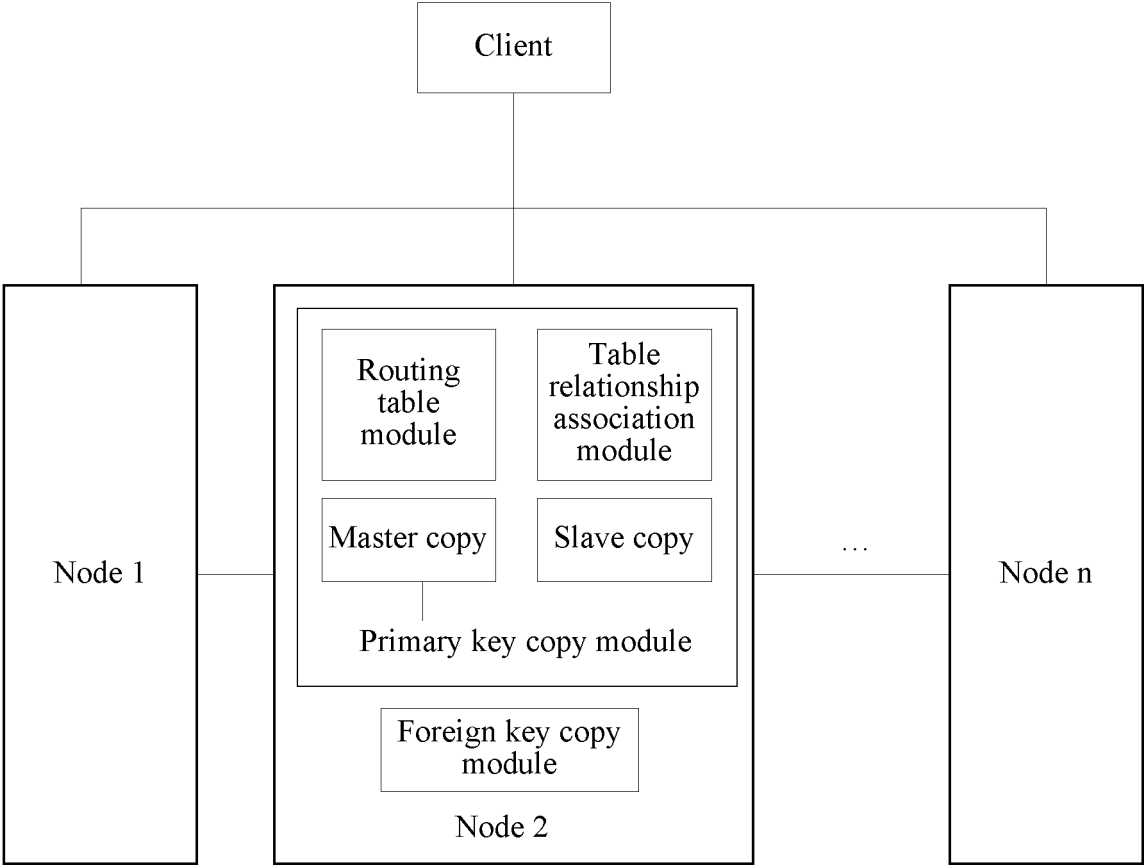 Client
Routing
table
module
Table
relationship
association
module
Master copy
Slave copy
...
Node 1
Node n
Primary key copy module
Foreign key copy
module
Node 2